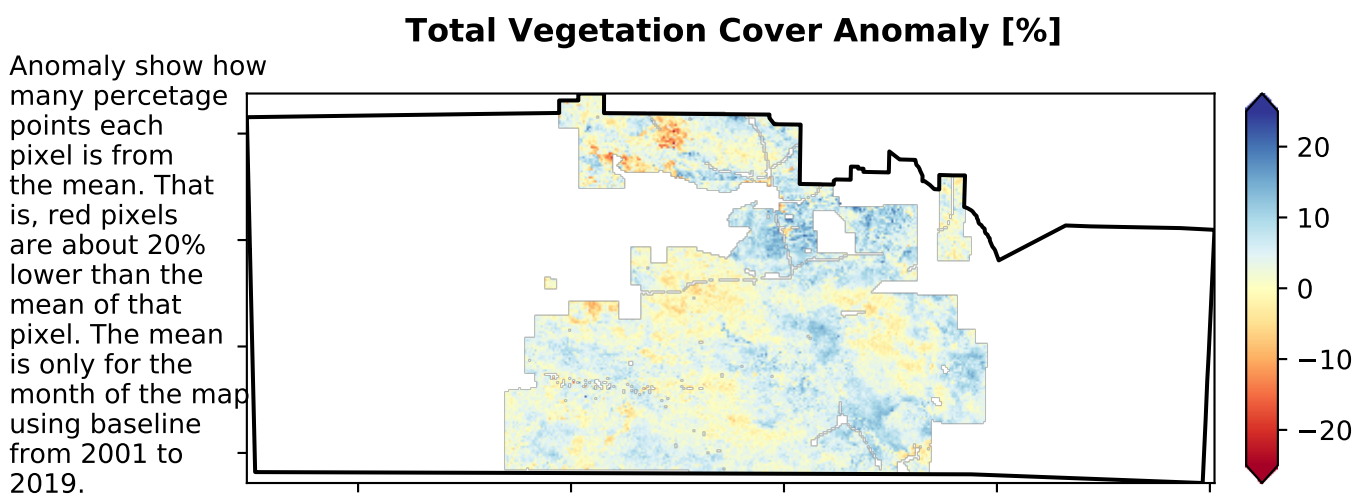 Total Vegetation Cover Anomaly [%]
Anomaly show how
many percetage
points each
pixel is from
the mean. That
is, red pixels
are about 20%
lower than the
mean of that
pixel. The mean
is only for the
month of the map
using baseline
from 2001 to
2019.
20
10
0
−10
−20